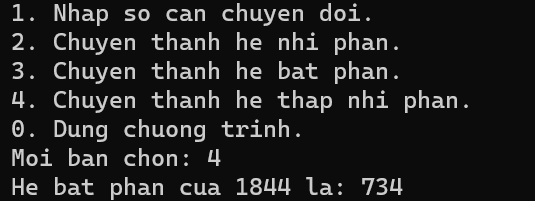 1. Nhap so can chuyen doi.
2. Chuyen thanh he nhi phan.
3. Chuyen thanh he bat phan.
4. Chuyen thanh he thap nhi phan.
0. Dung chuong trinh.
Moi ban chon: 4
He bat phan cua 1844 la: 734